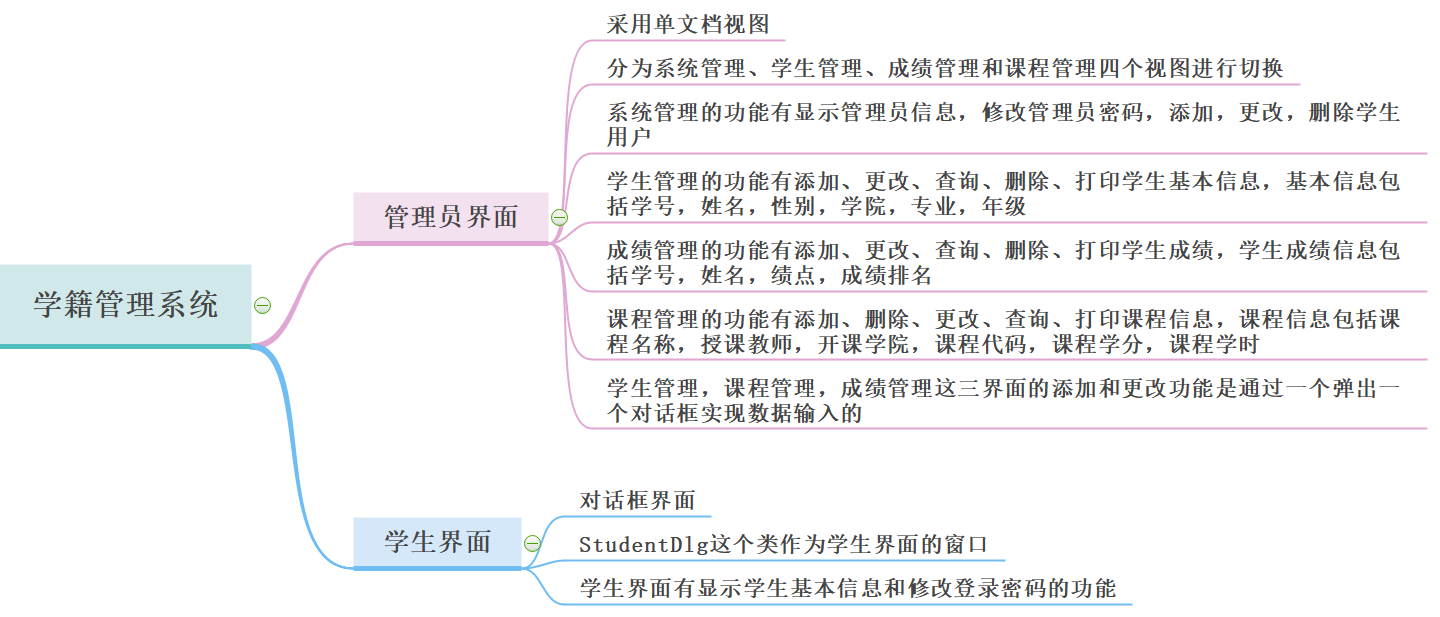 学籍管理系统
管理员界面
采用单文档视图
分为系统管理、学生管理、成绩管理和课程管理四个视图进行切换
系统管理的功能有显示管理员信息，修改管理员密码，添加，更改，删除学生
用户
学生管理的功能有添加、更改、查询、删除、打印学生基本信息，基本信息包
括学号，姓名，性别，学院，专业，年级
成绩管理的功能有添加、更改、查询、删除、打印学生成绩，学生成绩信息包
括学号，姓名，绩点，成绩排名
课程管理的功能有添加、删除、更改、查询、打印课程信息，课程信息包括课
程名称，授课教师，开课学院，课程代码，课程学分，课程学时
学生管理，课程管理，成绩管理这三界面的添加和更改功能是通过一个弹出一
个对话框实现数据输入的
学生界面
对话框界面
StudentDlg这个类作为学生界面的窗口
学生界面有显示学生基本信息和修改登录密码的功能